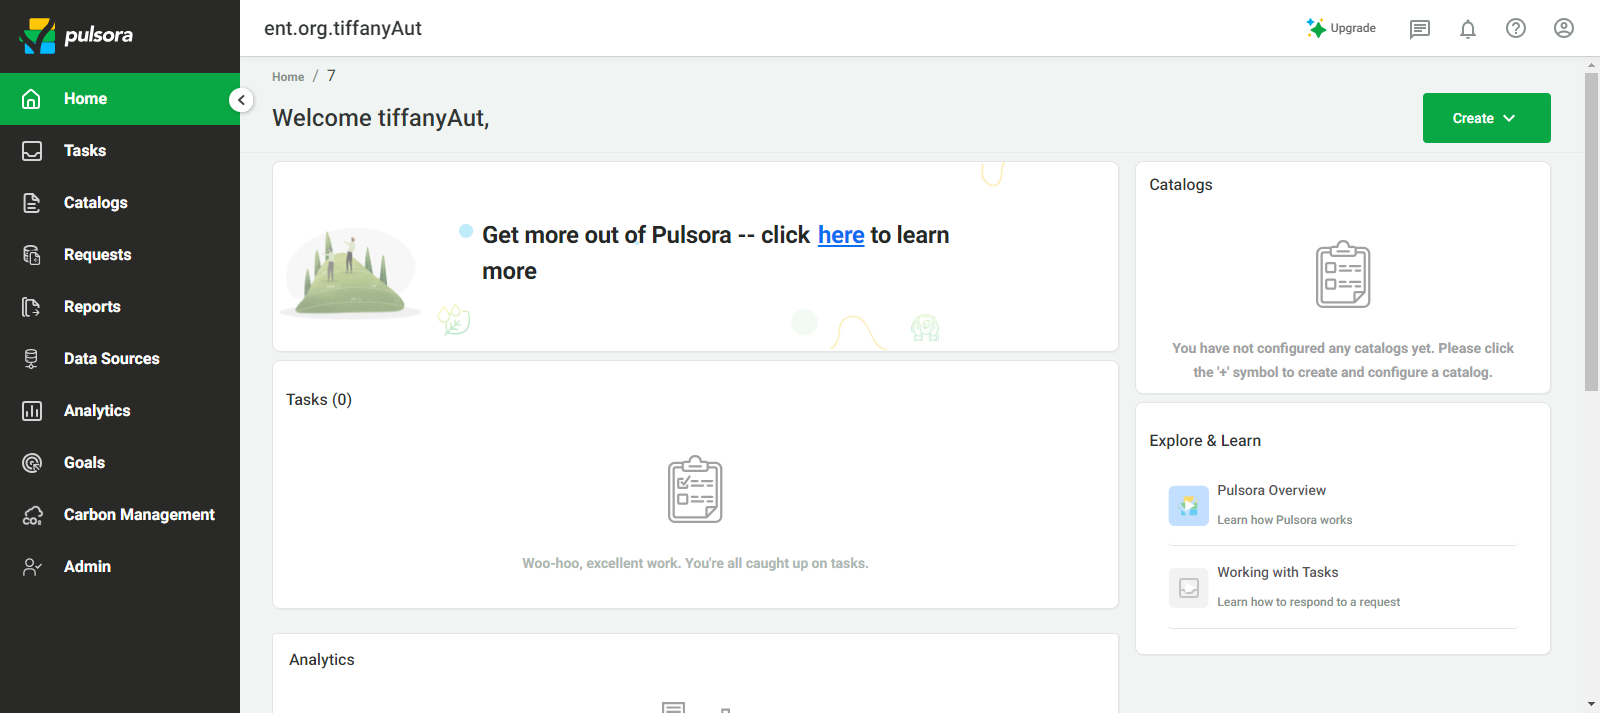 pulsora
ent.org.tiffanyAut
Upgrade
Home
Tasks
Catalogs
Requests
Reports
Data Sources
Analytics
Goals
Carbon Management
Admin
Home / 7
Welcome tiffanyAut,
Create
Get more out of Pulsora -- click here to learn
more
Tasks (0)
Woo-hoo, excellent work. You're all caught up on tasks.
Analytics
Catalogs
You have not configured any catalogs yet. Please click
the '+' symbol to create and configure a catalog.
Explore & Learn
Pulsora Overview
Learn how Pulsora works
Working with Tasks
Learn how to respond to a request